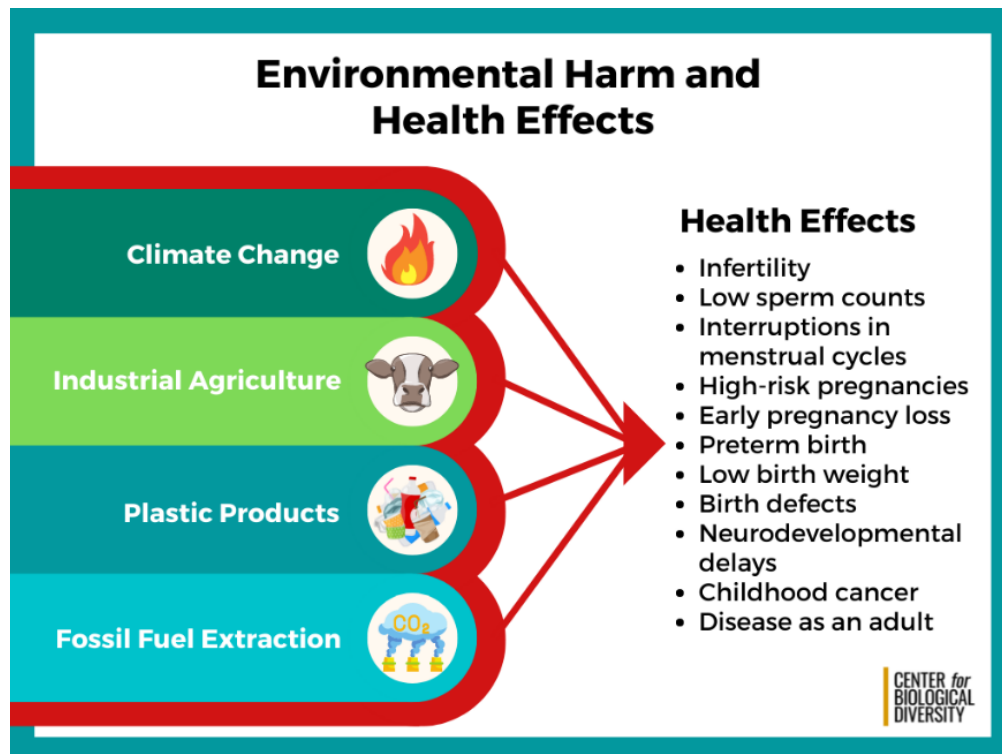 Environmental Harm and
Health Effects
Climate Change
Industrial Agriculture
Plastic Products
CO₂
Fossil Fuel Extraction
Health Effects
• Infertility
• Low sperm counts
• Interruptions in
menstrual cycles
• High-risk pregnancies
• Early pregnancy loss
• Preterm birth
• Low birth weight
• Birth defects
• Neurodevelopmental
delays
• Childhood cancer
• Disease as an adult
CENTER for
BIOLOGICAL
DIVERSITY